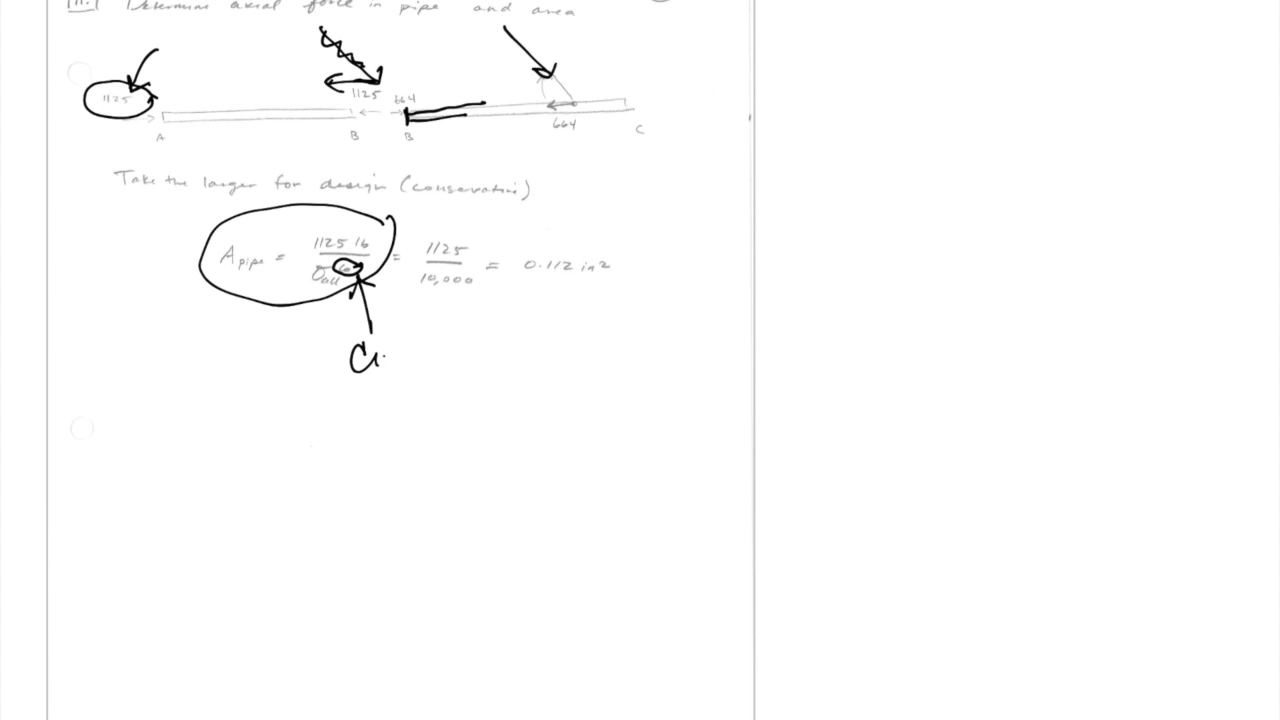 III. Determine axial force in pipe and area
1125 1125 664
A B B 664 C
Take the larger for design (conservative)
A pipe = 1125 lb / σall = 1125 / 10,000 = 0.112 in²